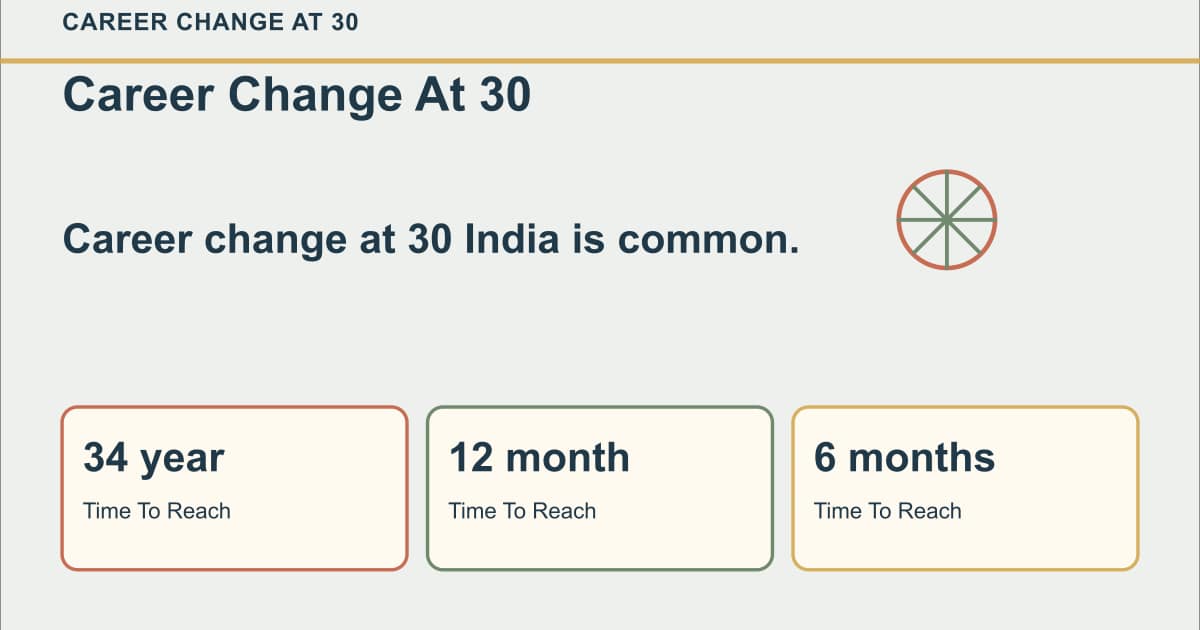 CAREER CHANGE AT 30
Career Change At 30
Career change at 30 India is common.
34 year
Time To Reach
12 month
Time To Reach
6 months
Time To Reach